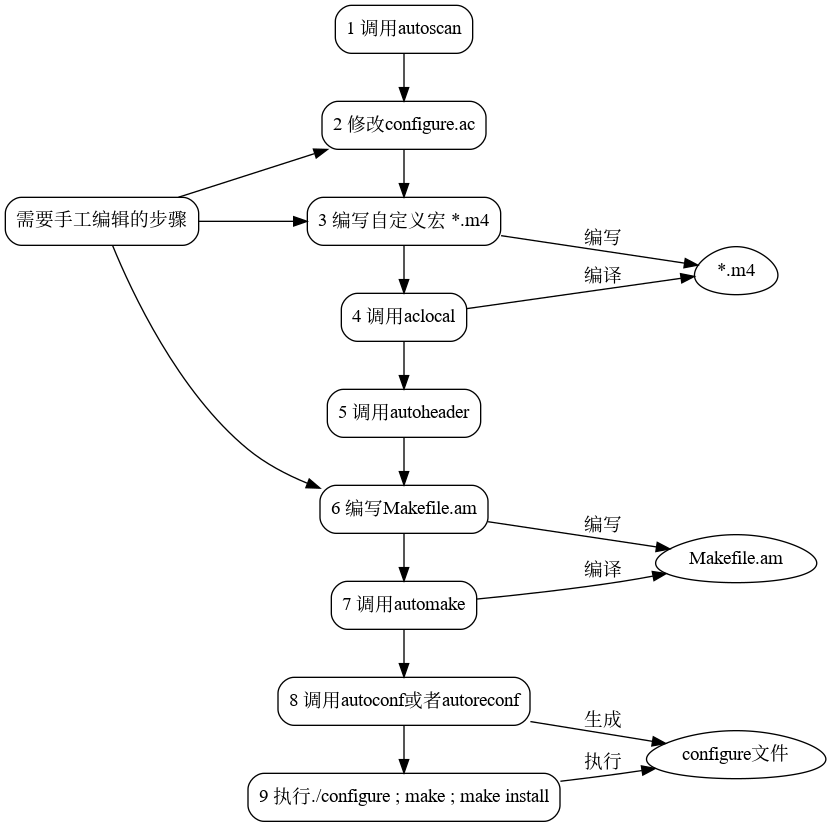 1 调用autoscan
2 修改configure.ac
需要手工编辑的步骤
3 编写自定义宏 *.m4
编写
*.m4
编译
4 调用aclocal
5 调用autoheader
6 编写Makefile.am
编写
Makefile.am
编译
7 调用automake
8 调用autoconf或者autoreconf
生成
configure文件
执行
9 执行./configure ; make ; make install